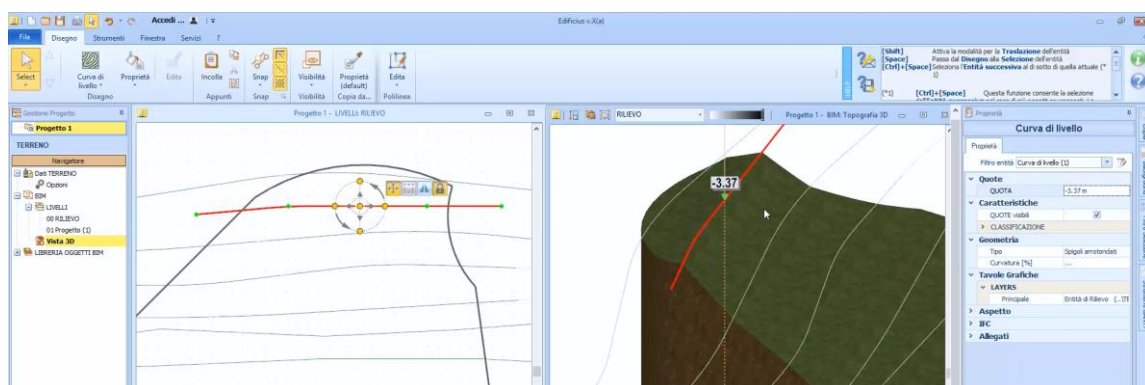 Accedi ...
Edificius v.X(a)
File
Disegno
Strumenti
Finestra
Servizi
?
Select
Curva di
livello
Proprietà
Edita
Disegno
Incolla
Appunti
Snap
Snap
Visibilità
Visibilità
Proprietà
(default)
Copia da...
Edita
Polilinea
[Shift] Attiva la modalità per la Traslazione dell'entità
[Space] Passa dal Disegno alla Selezione dell'entità
[Ctrl]+[Space] Seleziona l'Entità successiva al di sotto di quella attuale (*
1)
(*1) [Ctrl]+[Space] Questa funzione consente la selezione
Gestione Progetto
Progetto 1
TERRENO
Navigatore
Dati TERRENO
Opzioni
BIM
LIVELLI
00 RILIEVO
01 Progetto (1)
Vista 3D
LIBRERIA OGGETTI BIM
Progetto 1 - LIVELLI: RILIEVO
RILIEVO
Progetto 1 - BIM: Topografia 3D
-3.37
Proprietà
Curva di livello
Proprietà
Filtro entità Curva di livello (1)
Quote
QUOTA -3.37 m
Caratteristiche
QUOTE visibili
CLASSIFICAZIONE
Geometria
Tipo Spigoli arrotondati
Curvatura [%] ...
Tavole Grafiche
LAYERS
Principale Entità di Rilievo (...\TE
Aspetto
IFC
Allegati